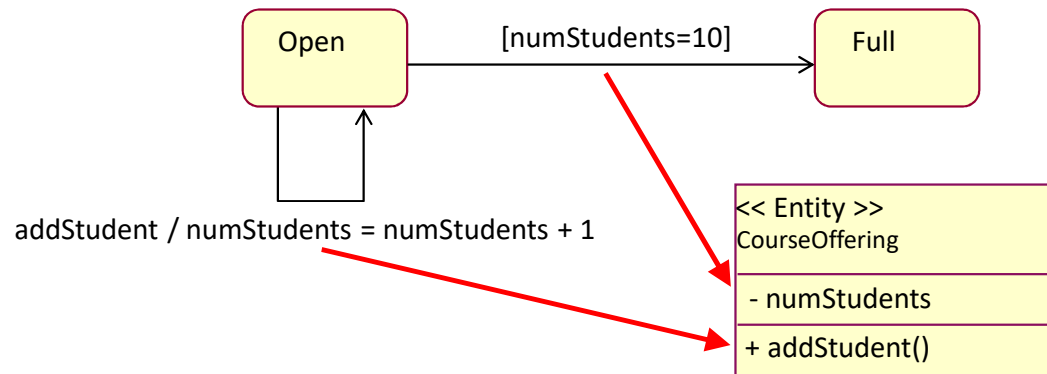 Open
[numStudents=10]
Full
addStudent / numStudents = numStudents + 1
<< Entity >>
CourseOffering
- numStudents
+ addStudent()